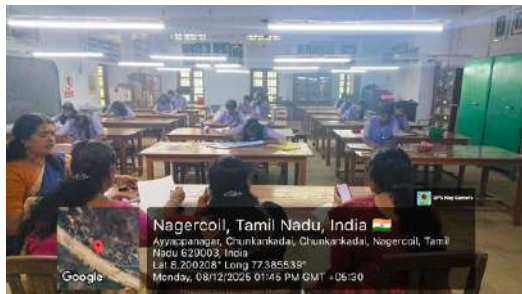 GPS Map Camera
Nagercoil, Tamil Nadu, India
Ayyappanagar, Chunkankadai, Chunkankadai, Nagercoil, Tamil
Nadu 629003, India
Lat 8.200208° Long 77.385539°
Monday, 08/12/2025 01:45 PM GMT +05:30
Google